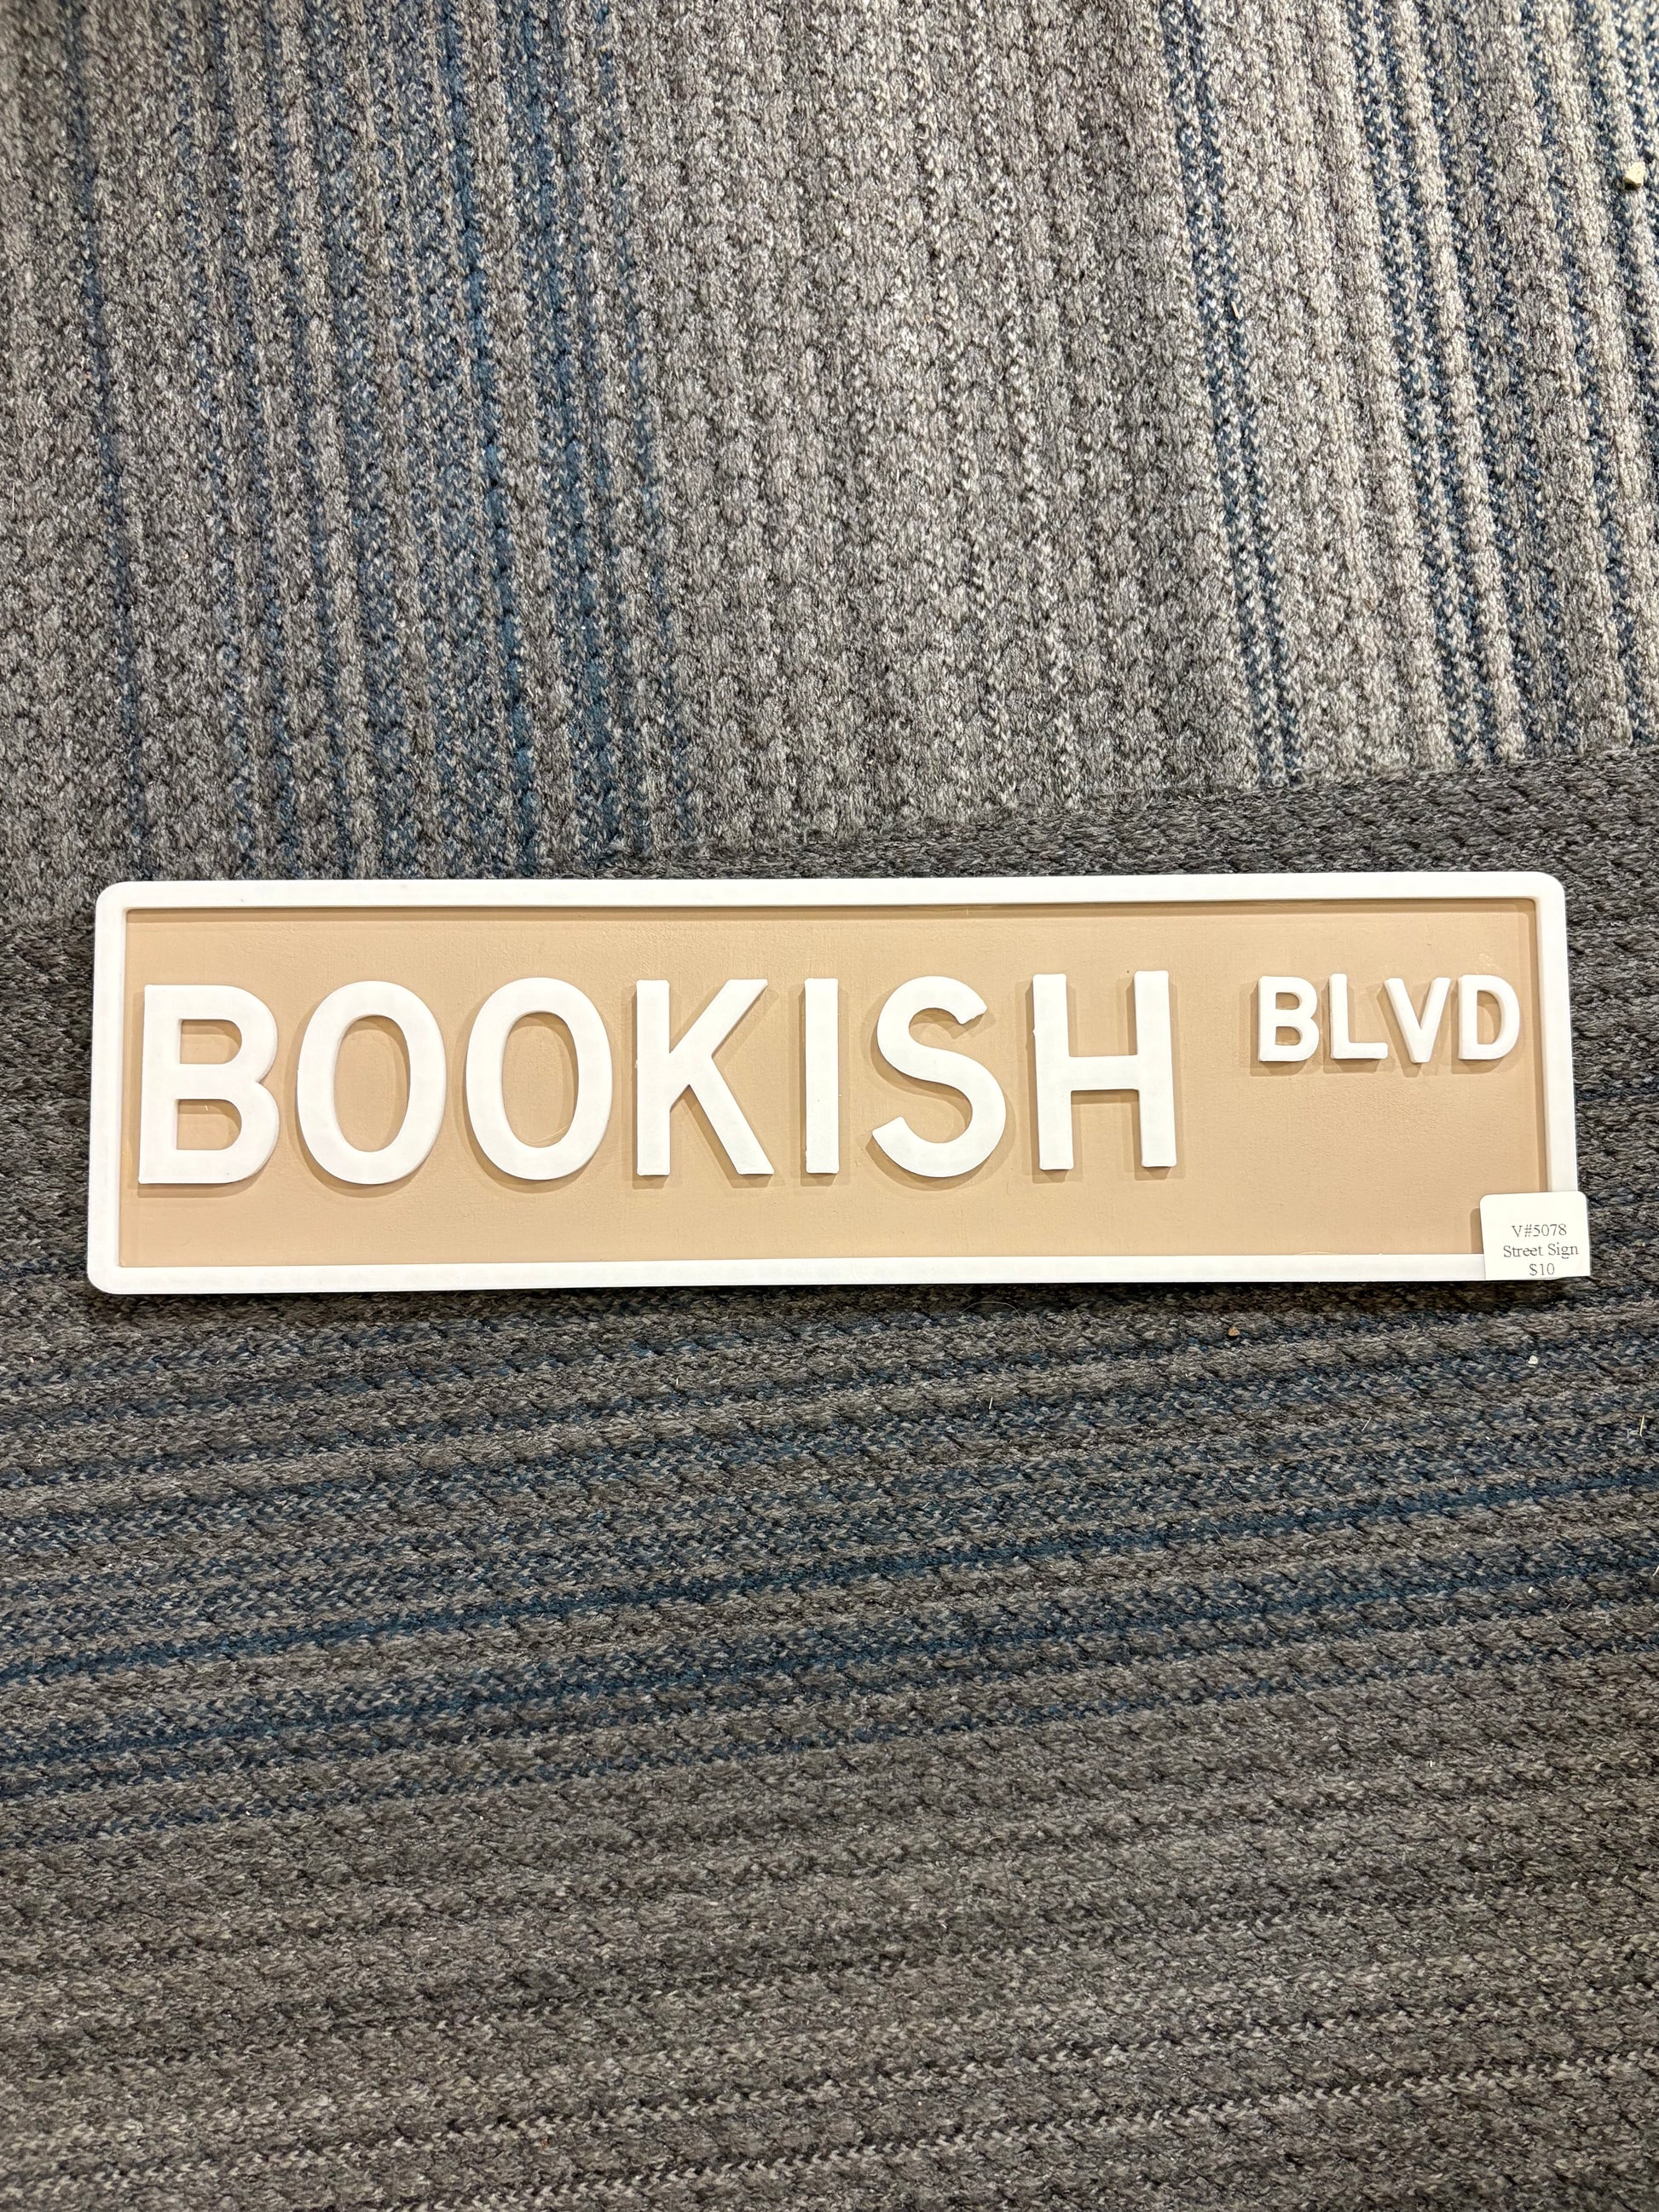 BOOKISH BLVD
V#5078
Street Sign
$10